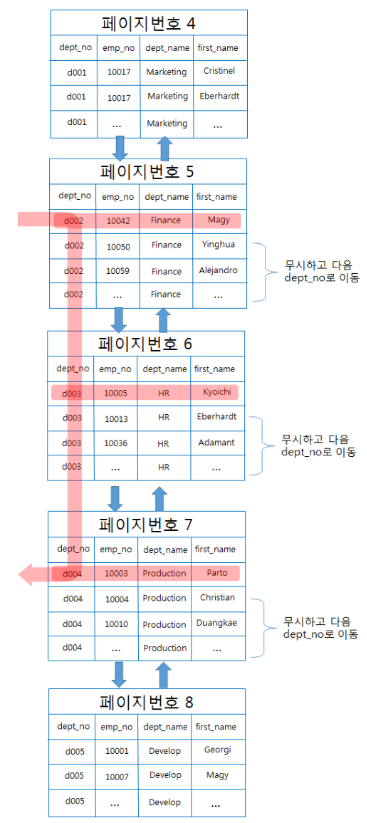 페이지번호 4
dept_no emp_no dept_name first_name
d001 10017 Marketing Cristinel
d001 10017 Marketing Eberhardt
d001 ... Marketing ...
페이지번호 5
dept_no emp_no dept_name first_name
d002 10042 Finance Magy
d002 10050 Finance Yinghua
d002 10059 Finance Alejandro
d002 ... Finance ...
무시하고 다음
dept_no로 이동
페이지번호 6
dept_no emp_no dept_name first_name
d003 10005 HR Kyoichi
d003 10013 HR Eberhardt
d003 10036 HR Adamant
d003 ... HR ...
무시하고 다음
dept_no로 이동
페이지번호 7
dept_no emp_no dept_name first_name
d004 10003 Production Parto
d004 10004 Production Christian
d004 10010 Production Duangkae
d004 ... Production ...
무시하고 다음
dept_no로 이동
페이지번호 8
dept_no emp_no dept_name first_name
d005 10001 Develop Georgi
d005 10007 Develop Magy
d005 ... Develop ...